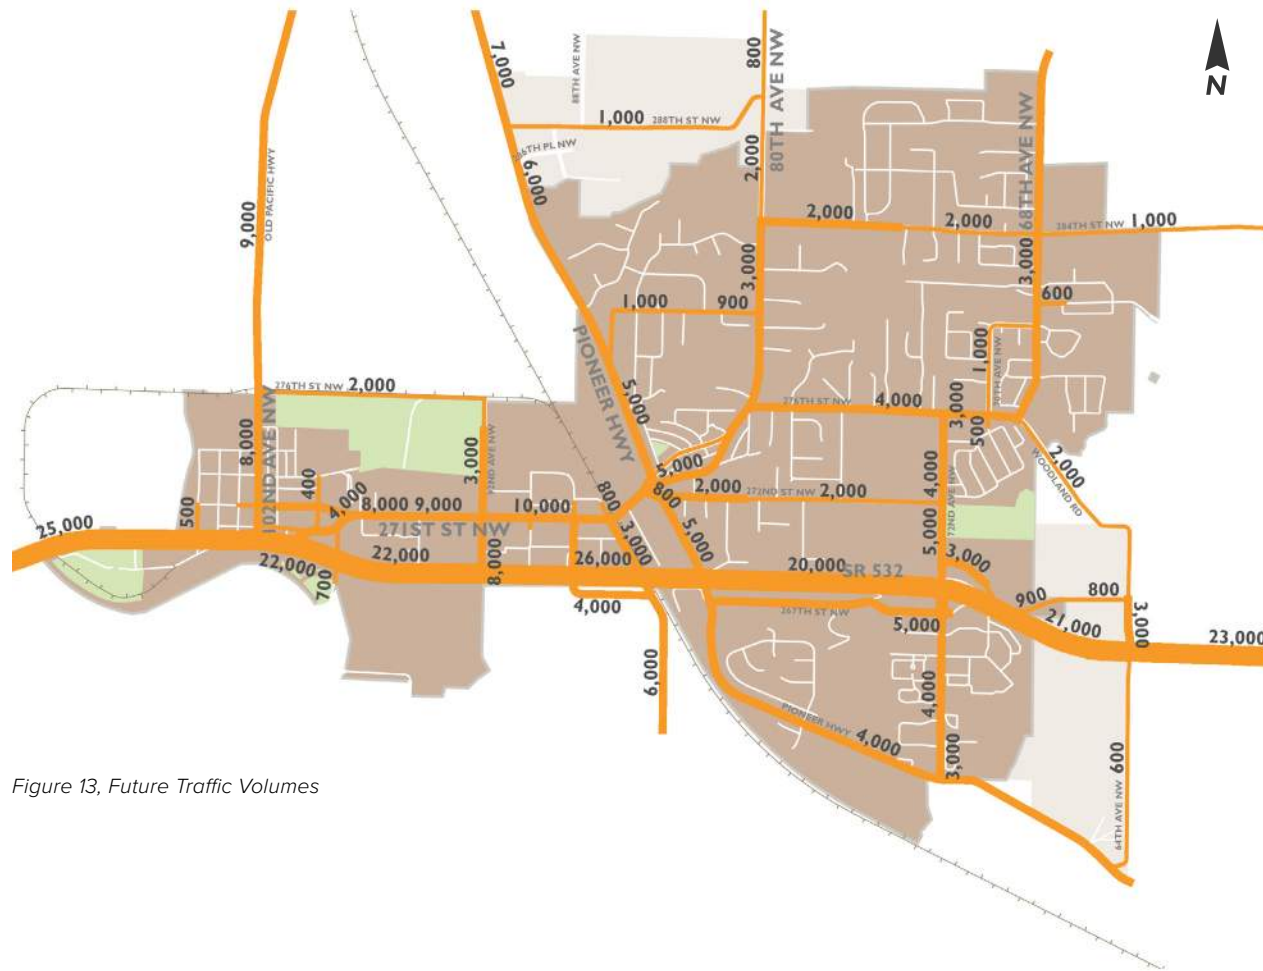 7,000
88TH AVE NW
800
80TH AVE NW
N
1,000
288TH ST NW
286TH PL NW
6,000
2,000
68TH AVE NW
OLD PACIFIC HWY
9,000
2,000
2,000
284TH ST NW
1,000
3,000
3,000
1,000
900
600
PIONEER HWY
1,000
70TH AVE NW
276TH ST NW
2,000
5,000
276TH ST NW
4,000
3,000
500
102ND AVE NW
8,000
3,000
92ND AVE NW
5,000
2,000
WOODLAND RD
400
4,000
8,000
9,000
10,000
800
800
2,000
272ND ST NW
2,000
4,000
72ND AVE NW
500
25,000
271ST ST NW
3,000
5,000
5,000
22,000
22,000
700
8,000
26,000
20,000
SR 532
3,000
4,000
267TH ST NW
5,000
900
800
21,000
3,000
23,000
6,000
4,000
PIONEER HWY
4,000
3,000
600
64TH AVE NW
Figure 13, Future Traffic Volumes